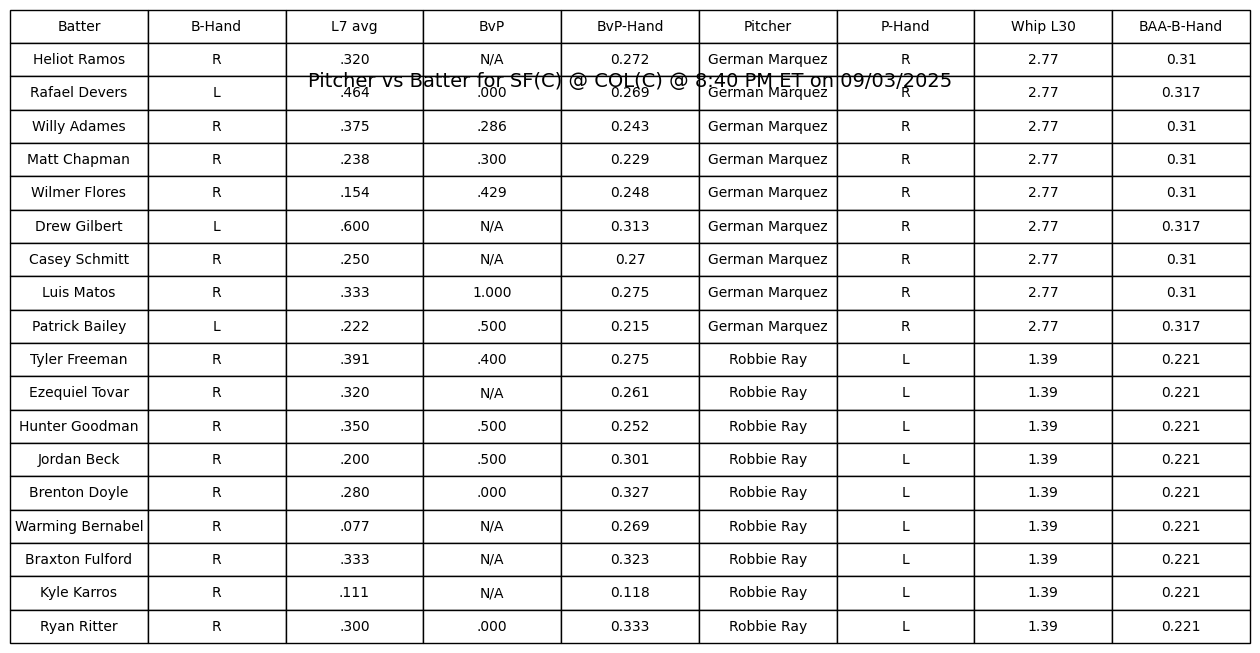 Batter B-Hand L7 avg BvP BvP-Hand Pitcher P-Hand Whip L30 BAA-B-Hand
Heliot Ramos R .320 N/A 0.272 German Marquez R 2.77 0.31
Pitcher vs Batter for SF(C) @ COL(C) @ 8:40 PM ET on 09/03/2025
Rafael Devers L .464 .000 0.269 German Marquez R 2.77 0.317
Willy Adames R .375 .286 0.243 German Marquez R 2.77 0.31
Matt Chapman R .238 .300 0.229 German Marquez R 2.77 0.31
Wilmer Flores R .154 .429 0.248 German Marquez R 2.77 0.31
Drew Gilbert L .600 N/A 0.313 German Marquez R 2.77 0.317
Casey Schmitt R .250 N/A 0.27 German Marquez R 2.77 0.31
Luis Matos R .333 1.000 0.275 German Marquez R 2.77 0.31
Patrick Bailey L .222 .500 0.215 German Marquez R 2.77 0.317
Tyler Freeman R .391 .400 0.275 Robbie Ray L 1.39 0.221
Ezequiel Tovar R .320 N/A 0.261 Robbie Ray L 1.39 0.221
Hunter Goodman R .350 .500 0.252 Robbie Ray L 1.39 0.221
Jordan Beck R .200 .500 0.301 Robbie Ray L 1.39 0.221
Brenton Doyle R .280 .000 0.327 Robbie Ray L 1.39 0.221
Warming Bernabel R .077 N/A 0.269 Robbie Ray L 1.39 0.221
Braxton Fulford R .333 N/A 0.323 Robbie Ray L 1.39 0.221
Kyle Karros R .111 N/A 0.118 Robbie Ray L 1.39 0.221
Ryan Ritter R .300 .000 0.333 Robbie Ray L 1.39 0.221